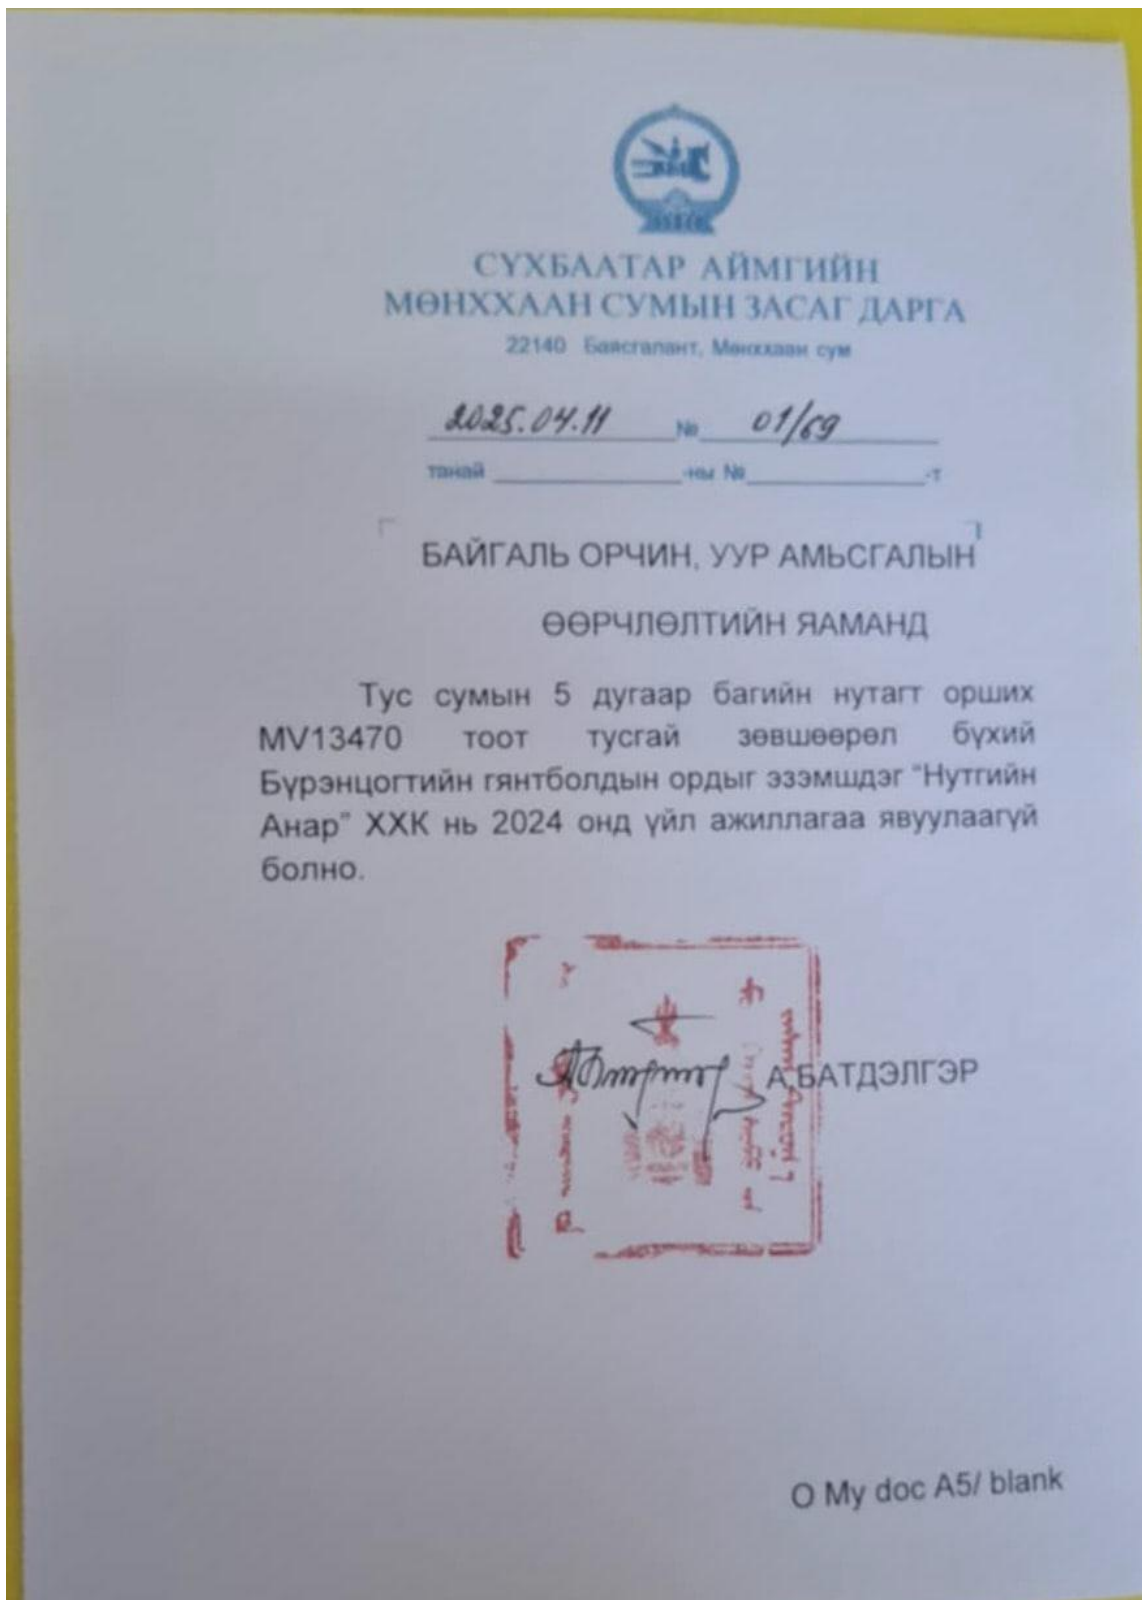 СҮХБААТАР АЙМГИЙН
МӨНХХААН СУМЫН ЗАСАГ ДАРГА
22140 Баясгалант, Мөнххаан сум
2025.04.11 № 01/69
танай -ны № -т
БАЙГАЛЬ ОРЧИН, УУР АМЬСГАЛЫН
ӨӨРЧЛӨЛТИЙН ЯАМАНД
Тус сумын 5 дугаар багийн нутагт орших
MV13470 тоот тусгай зөвшөөрөл бүхий
Бүрэнцогтийн гянтболдын ордыг эзэмшдэг "Нутгийн
Анар" ХХК нь 2024 онд үйл ажиллагаа явуулаагүй
болно.
А.БАТДЭЛГЭР
O My doc A5/ blank